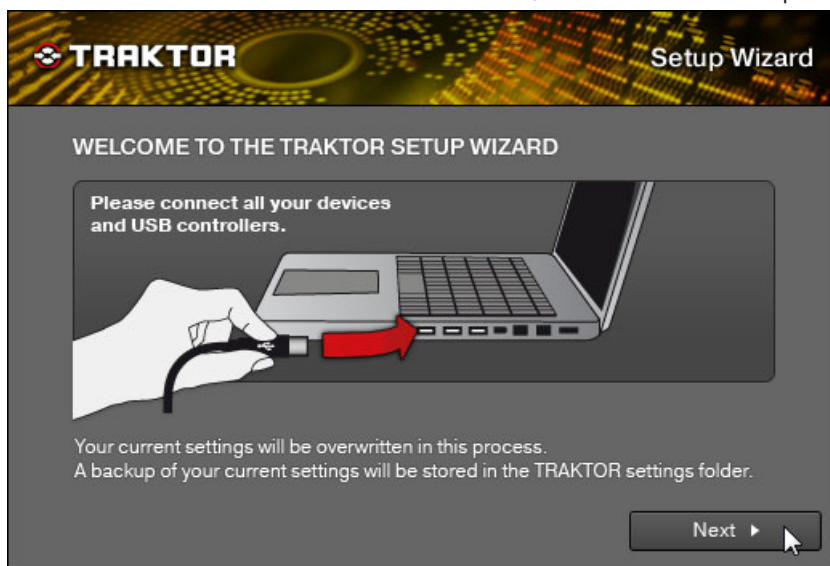 TRAKTOR
Setup Wizard
WELCOME TO THE TRAKTOR SETUP WIZARD
Please connect all your devices
and USB controllers.
Your current settings will be overwritten in this process.
A backup of your current settings will be stored in the TRAKTOR settings folder.
Next